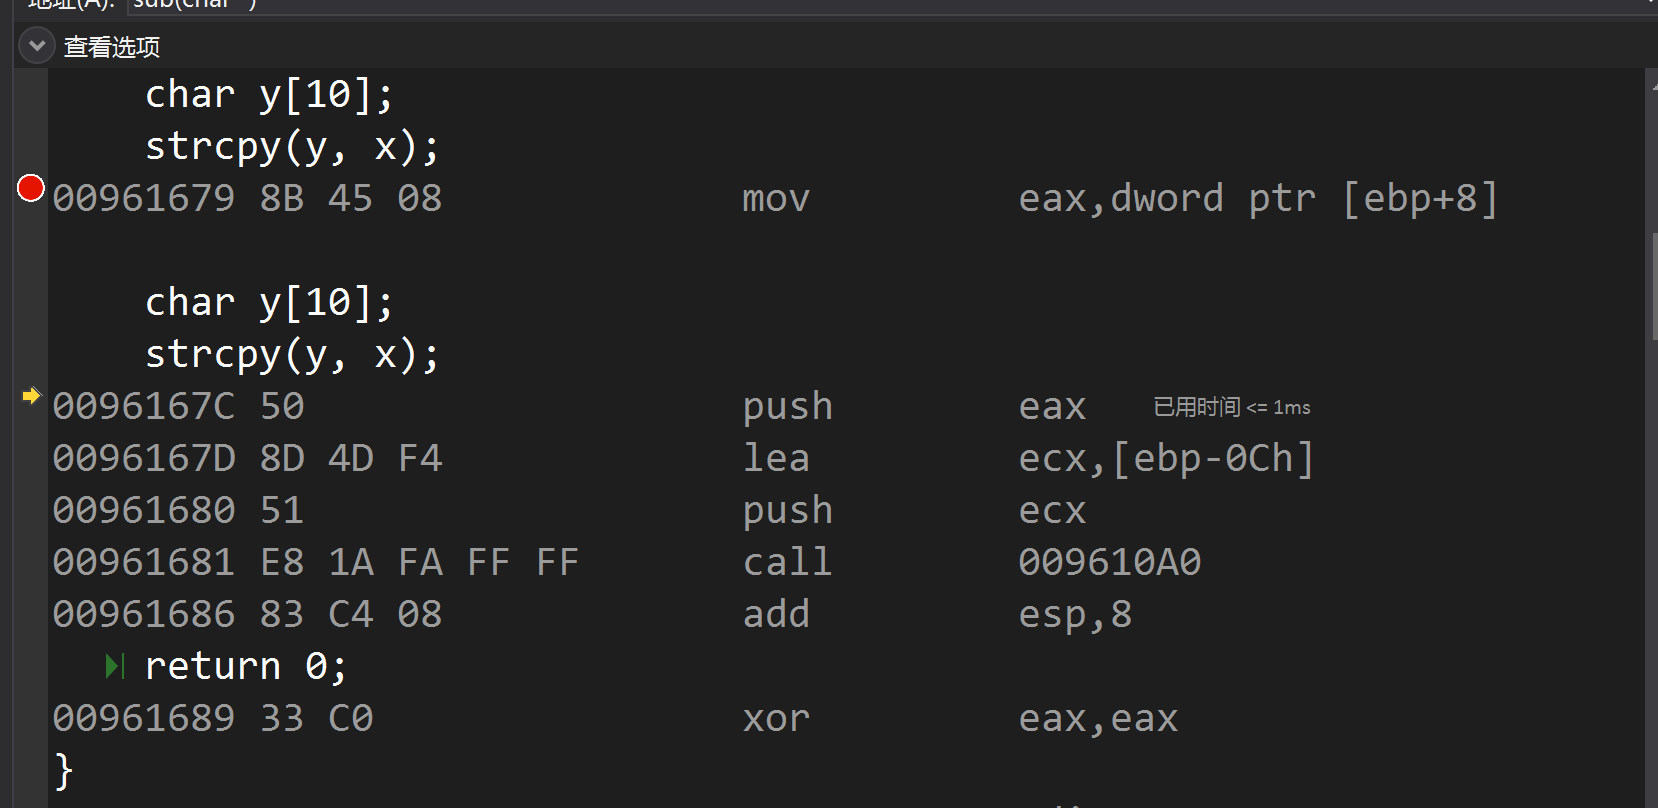 地址(A): sub(char *)
查看选项
char y[10];
strcpy(y, x);
00961679 8B 45 08 mov eax,dword ptr [ebp+8]
char y[10];
strcpy(y, x);
0096167C 50 push eax 已用时间 <= 1ms
0096167D 8D 4D F4 lea ecx,[ebp-0Ch]
00961680 51 push ecx
00961681 E8 1A FA FF FF call 009610A0
00961686 83 C4 08 add esp,8
return 0;
00961689 33 C0 xor eax,eax
}